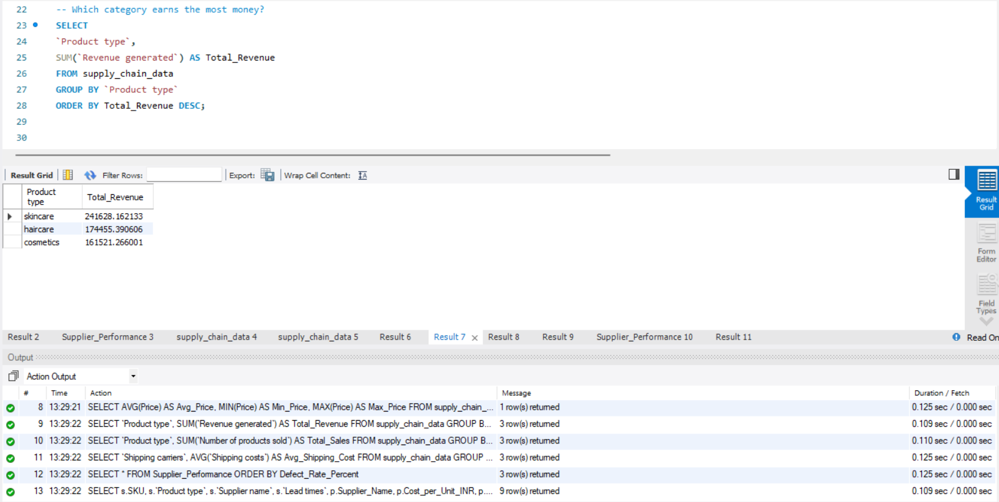 22 -- Which category earns the most money?
23 SELECT
24 `Product type`,
25 SUM(`Revenue generated`) AS Total_Revenue
26 FROM supply_chain_data
27 GROUP BY `Product type`
28 ORDER BY Total_Revenue DESC;
29
30
Result Grid Filter Rows: Export: Wrap Cell Content: IA
Product type Total_Revenue
skincare 241628.162133
haircare 174455.390606
cosmetics 161521.266001
Result Grid
Form Editor
Field Types
Result 2 Supplier_Performance 3 supply_chain_data 4 supply_chain_data 5 Result 6 Result 7 Result 8 Result 9 Supplier_Performance 10 Result 11 Read On
Output
Action Output
# Time Action Message Duration / Fetch
8 13:29:21 SELECT AVG(Price) AS Avg_Price, MIN(Price) AS Min_Price, MAX(Price) AS Max_Price FROM supply_chain_... 1 row(s) returned 0.125 sec / 0.000 sec
9 13:29:22 SELECT `Product type`, SUM(`Revenue generated`) AS Total_Revenue FROM supply_chain_data GROUP B... 3 row(s) returned 0.109 sec / 0.000 sec
10 13:29:22 SELECT `Product type`, SUM(`Number of products sold`) AS Total_Sales FROM supply_chain_data GROUP B... 3 row(s) returned 0.110 sec / 0.000 sec
11 13:29:22 SELECT `Shipping carriers`, AVG(`Shipping costs`) AS Avg_Shipping_Cost FROM supply_chain_data GROUP ... 3 row(s) returned 0.125 sec / 0.000 sec
12 13:29:22 SELECT * FROM Supplier_Performance ORDER BY Defect_Rate_Percent 3 row(s) returned 0.125 sec / 0.000 sec
13 13:29:22 SELECT s.SKU, s.`Product type`, s.`Supplier name`, s.`Lead times`, p.Supplier_Name, p.Cost_per_Unit_INR, p.... 9 row(s) returned 0.109 sec / 0.000 sec